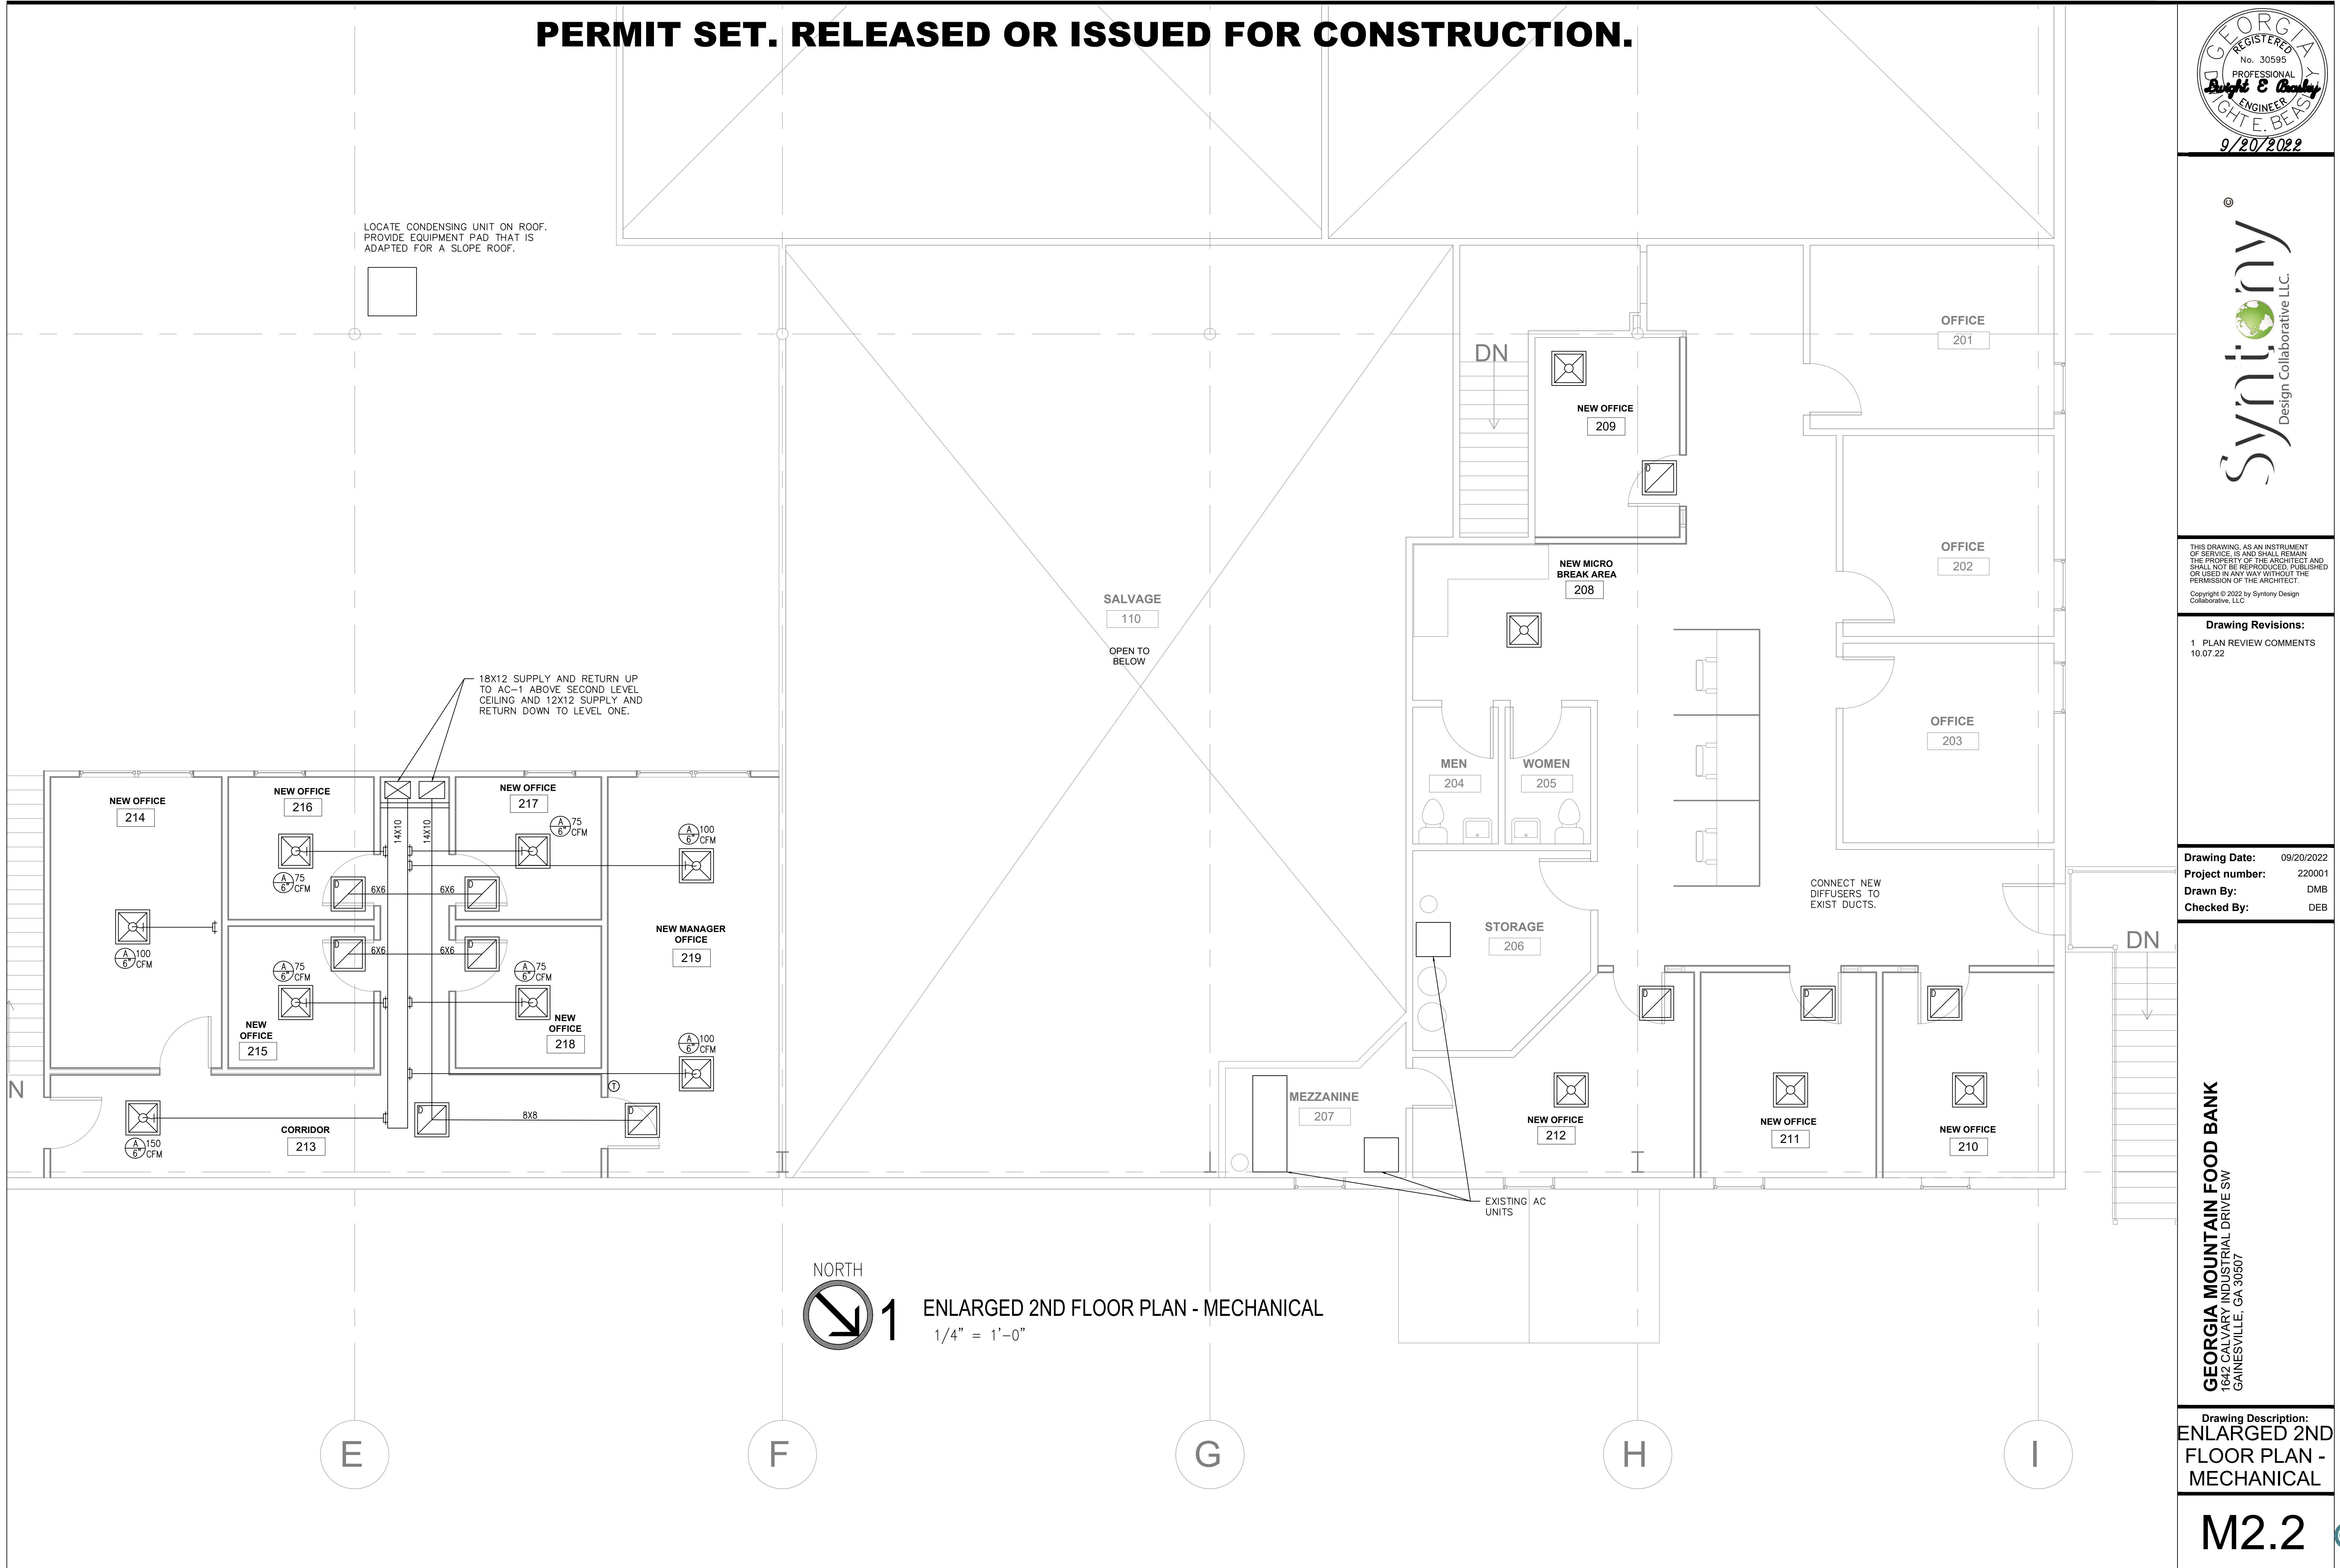 PERMIT SET. RELEASED OR ISSUED FOR CONSTRUCTION.
LOCATE CONDENSING UNIT ON ROOF.
PROVIDE EQUIPMENT PAD THAT IS
ADAPTED FOR A SLOPE ROOF.
OFFICE
201
DN
NEW OFFICE
209
D
OFFICE
202
NEW MICRO
BREAK AREA
208
SALVAGE
110
OPEN TO
BELOW
18X12 SUPPLY AND RETURN UP
TO AC-1 ABOVE SECOND LEVEL
CEILING AND 12X12 SUPPLY AND
RETURN DOWN TO LEVEL ONE.
OFFICE
203
MEN
204
WOMEN
205
NEW OFFICE
214
NEW OFFICE
216
NEW OFFICE
217
14X10
14X10
A
6"
75
CFM
A
6"
100
CFM
A
6"
75
CFM
D
6X6
6X6
D
CONNECT NEW
DIFFUSERS TO
EXIST DUCTS.
STORAGE
206
NEW MANAGER
OFFICE
219
DN
A
6"
100
CFM
D
6X6
6X6
D
A
6"
75
CFM
A
6"
75
CFM
NEW
OFFICE
215
NEW
OFFICE
218
A
6"
100
CFM
D
D
D
T
N
MEZZANINE
207
D
8X8
D
A
6"
150
CFM
CORRIDOR
213
NEW OFFICE
212
NEW OFFICE
211
NEW OFFICE
210
EXISTING AC
UNITS
NORTH
1
ENLARGED 2ND FLOOR PLAN - MECHANICAL
1/4" = 1'-0"
E
F
G
H
I
GEORGIA
REGISTERED
No. 30595
PROFESSIONAL
Dwight E Beasley
ENGINEER
DWIGHT E. BEASLEY
9/20/2022
©
Syntony
Design Collaborative LLC.
THIS DRAWING, AS AN INSTRUMENT
OF SERVICE, IS AND SHALL REMAIN
THE PROPERTY OF THE ARCHITECT AND
SHALL NOT BE REPRODUCED, PUBLISHED
OR USED IN ANY WAY WITHOUT THE
PERMISSION OF THE ARCHITECT.
Copyright © 2022 by Syntony Design
Collaborative, LLC
Drawing Revisions:
1 PLAN REVIEW COMMENTS
10.07.22
Drawing Date: 09/20/2022
Project number: 220001
Drawn By: DMB
Checked By: DEB
GEORGIA MOUNTAIN FOOD BANK
1642 CALVARY INDUSTRIAL DRIVE SW
GAINESVILLE, GA 30507
Drawing Description:
ENLARGED 2ND
FLOOR PLAN -
MECHANICAL
M2.2